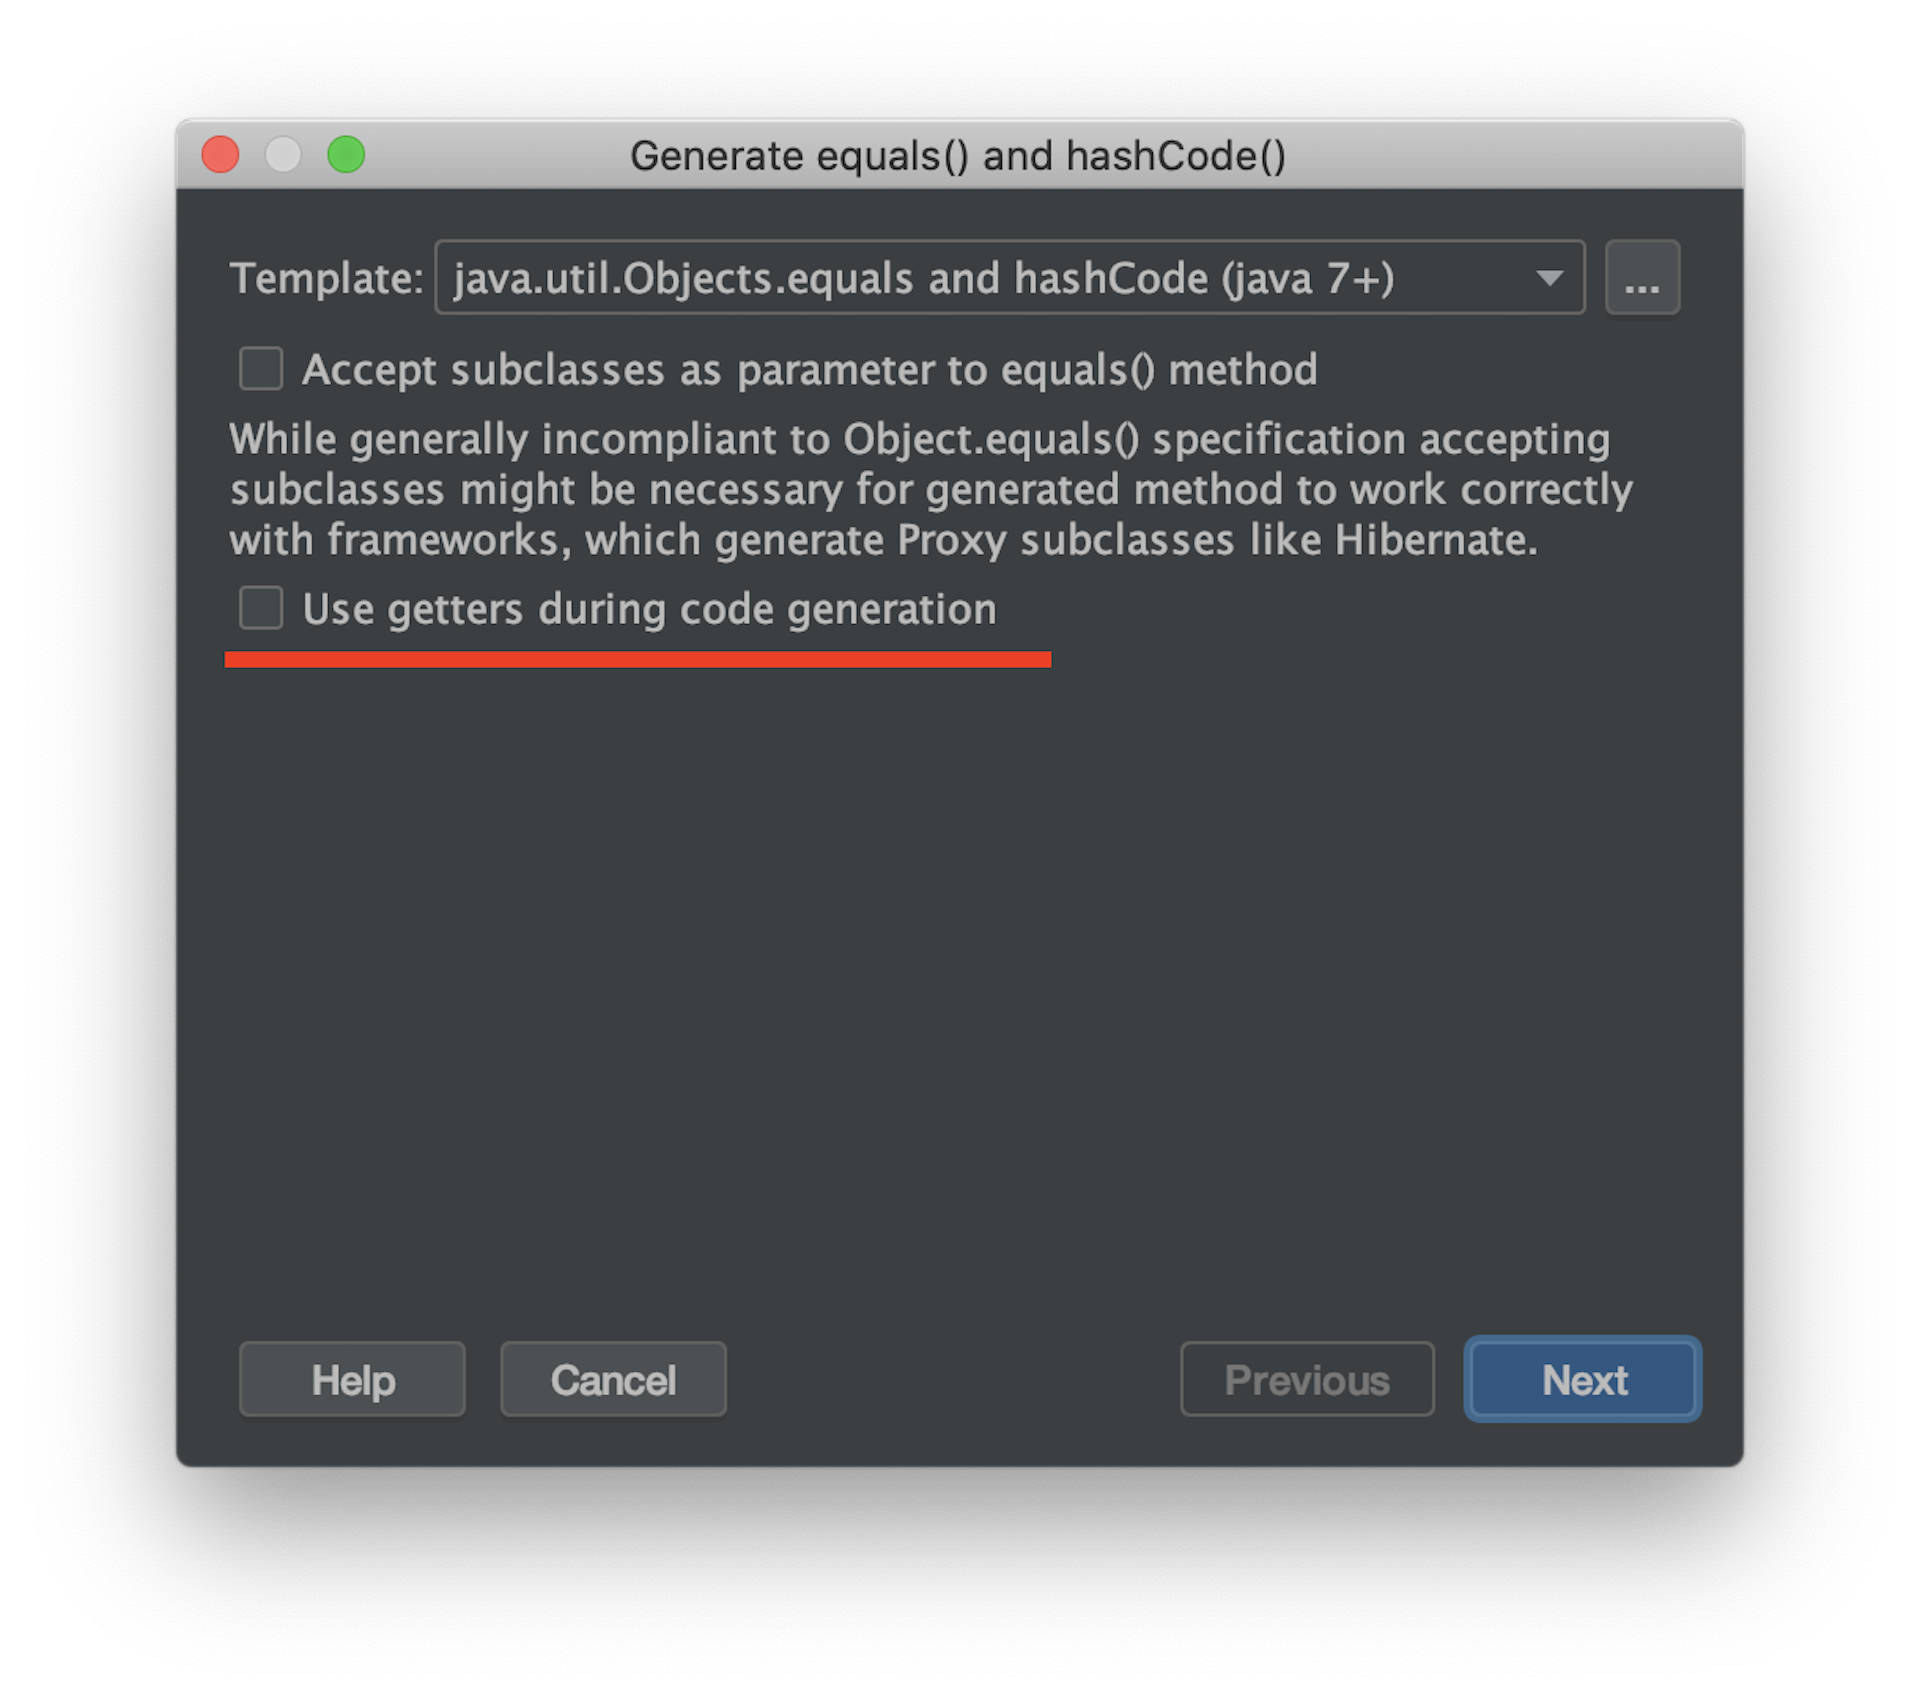 Generate equals() and hashCode()
Template: java.util.Objects.equals and hashCode (java 7+) ...
Accept subclasses as parameter to equals() method
While generally incompliant to Object.equals() specification accepting
subclasses might be necessary for generated method to work correctly
with frameworks, which generate Proxy subclasses like Hibernate.
Use getters during code generation
Help Cancel Previous Next